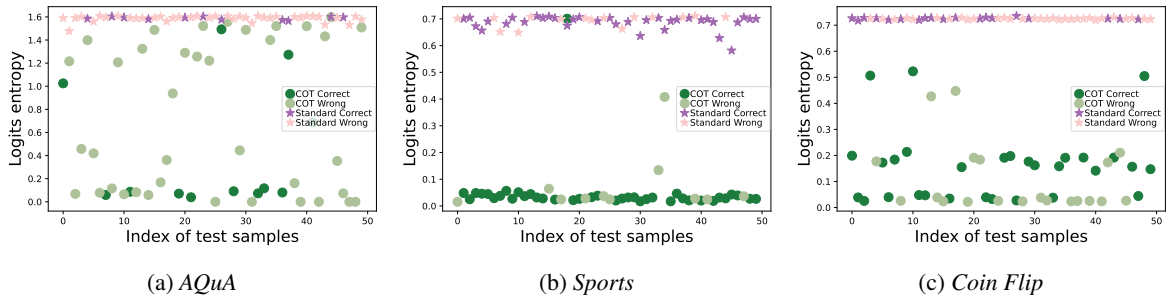 Logits entropy
1.6
1.4
1.2
1.0
0.8
0.6
0.4
0.2
0.0
COT Correct
COT Wrong
Standard Correct
Standard Wrong
0 10 20 30 40 50
Index of test samples
(a) AQuA
Logits entropy
0.7
0.6
0.5
0.4
0.3
0.2
0.1
0.0
COT Correct
COT Wrong
Standard Correct
Standard Wrong
0 10 20 30 40 50
Index of test samples
(b) Sports
Logits entropy
0.7
0.6
0.5
0.4
0.3
0.2
0.1
0.0
COT Correct
COT Wrong
Standard Correct
Standard Wrong
0 10 20 30 40 50
Index of test samples
(c) Coin Flip